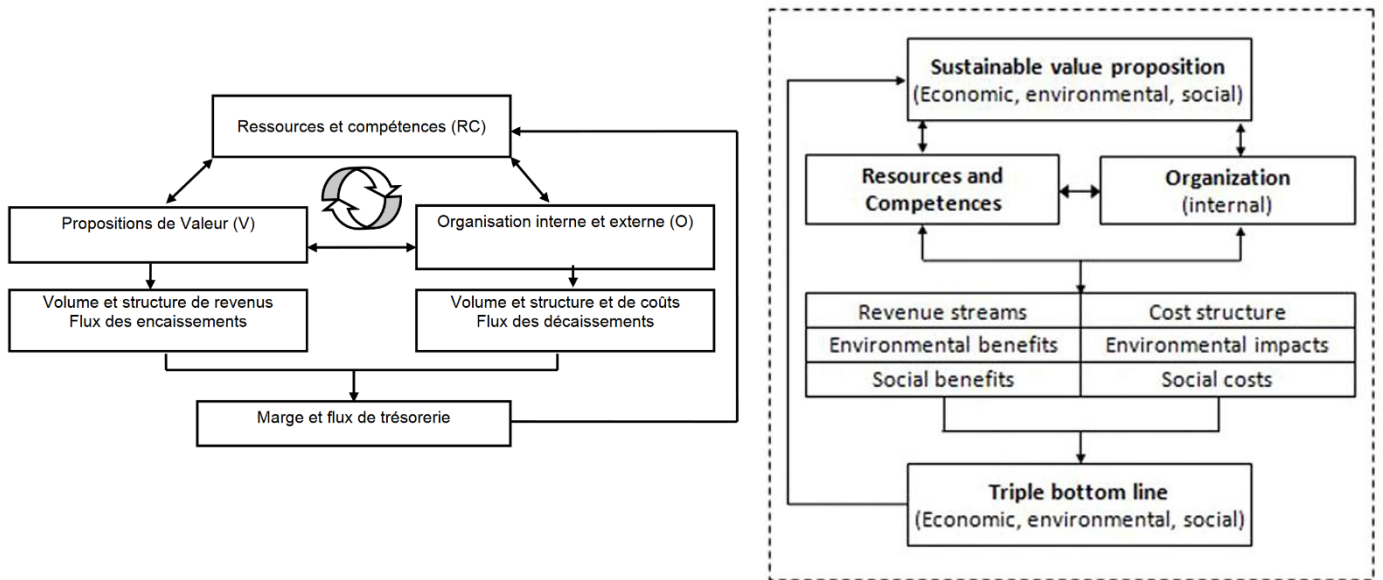 Ressources et compétences (RC)
Propositions de Valeur (V)
Organisation interne et externe (O)
Volume et structure de revenus
Flux des encaissements
Volume et structure et de coûts
Flux des décaissements
Marge et flux de trésorerie
Sustainable value proposition
(Economic, environmental, social)
Resources and
Competences
Organization
(internal)
Revenue streams
Cost structure
Environmental benefits
Environmental impacts
Social benefits
Social costs
Triple bottom line
(Economic, environmental, social)